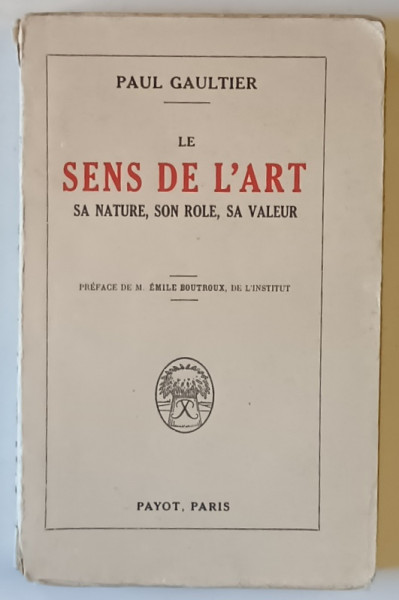 PAUL GAULTIER
LE
SENS DE L'ART
SA NATURE, SON ROLE, SA VALEUR
PRÉFACE DE M. ÉMILE BOUTROUX, DE L'INSTITUT
PAYOT, PARIS